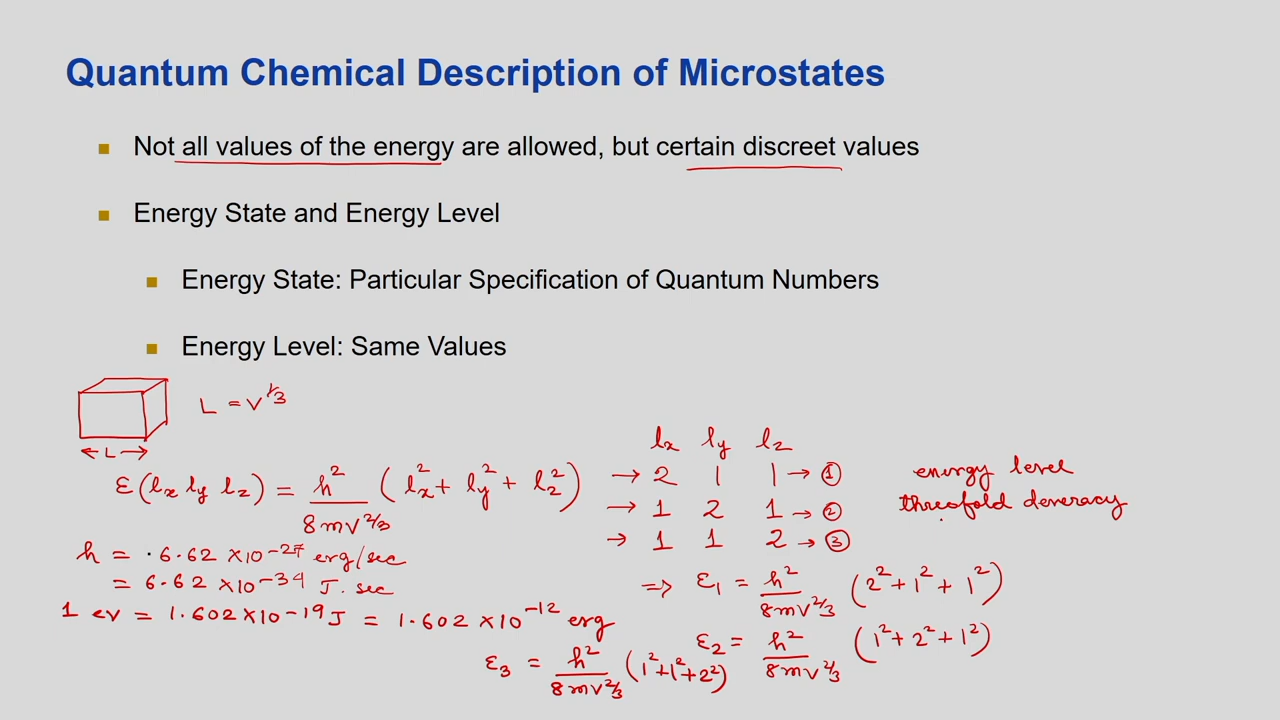 Quantum Chemical Description of Microstates
Not all values of the energy are allowed, but certain discreet values
Energy State and Energy Level
Energy State: Particular Specification of Quantum Numbers
Energy Level: Same Values
L = V^1/3
← L →
ε(lx ly lz) = h²/8mV^2/3 (lx² + ly² + lz²)
h = 6.62 × 10^-27 erg/sec
= 6.62 × 10^-34 J. sec
1 ev = 1.602 × 10^-19 J = 1.602 × 10^-12 erg
lx ly lz
→ 2 1 1 → ①
→ 1 2 1 → ②
→ 1 1 2 → ③
energy level
threefold deneracy
⇒ ε1 = h²/8mV^2/3 (2² + 1² + 1²)
ε2 = h²/8mV^2/3 (1² + 2² + 1²)
ε3 = h²/8mV^2/3 (1² + 1² + 2²)